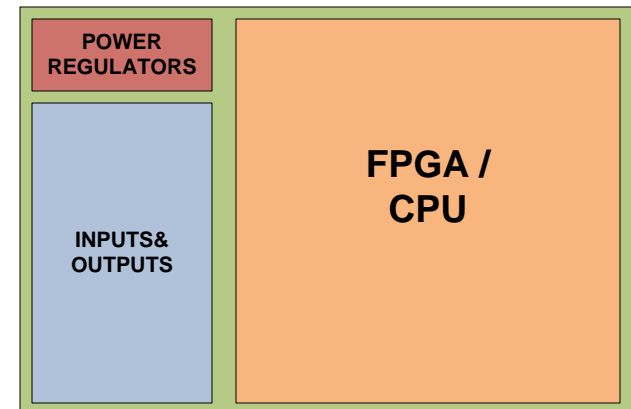 POWER
REGULATORS
INPUTS&
OUTPUTS
FPGA /
CPU